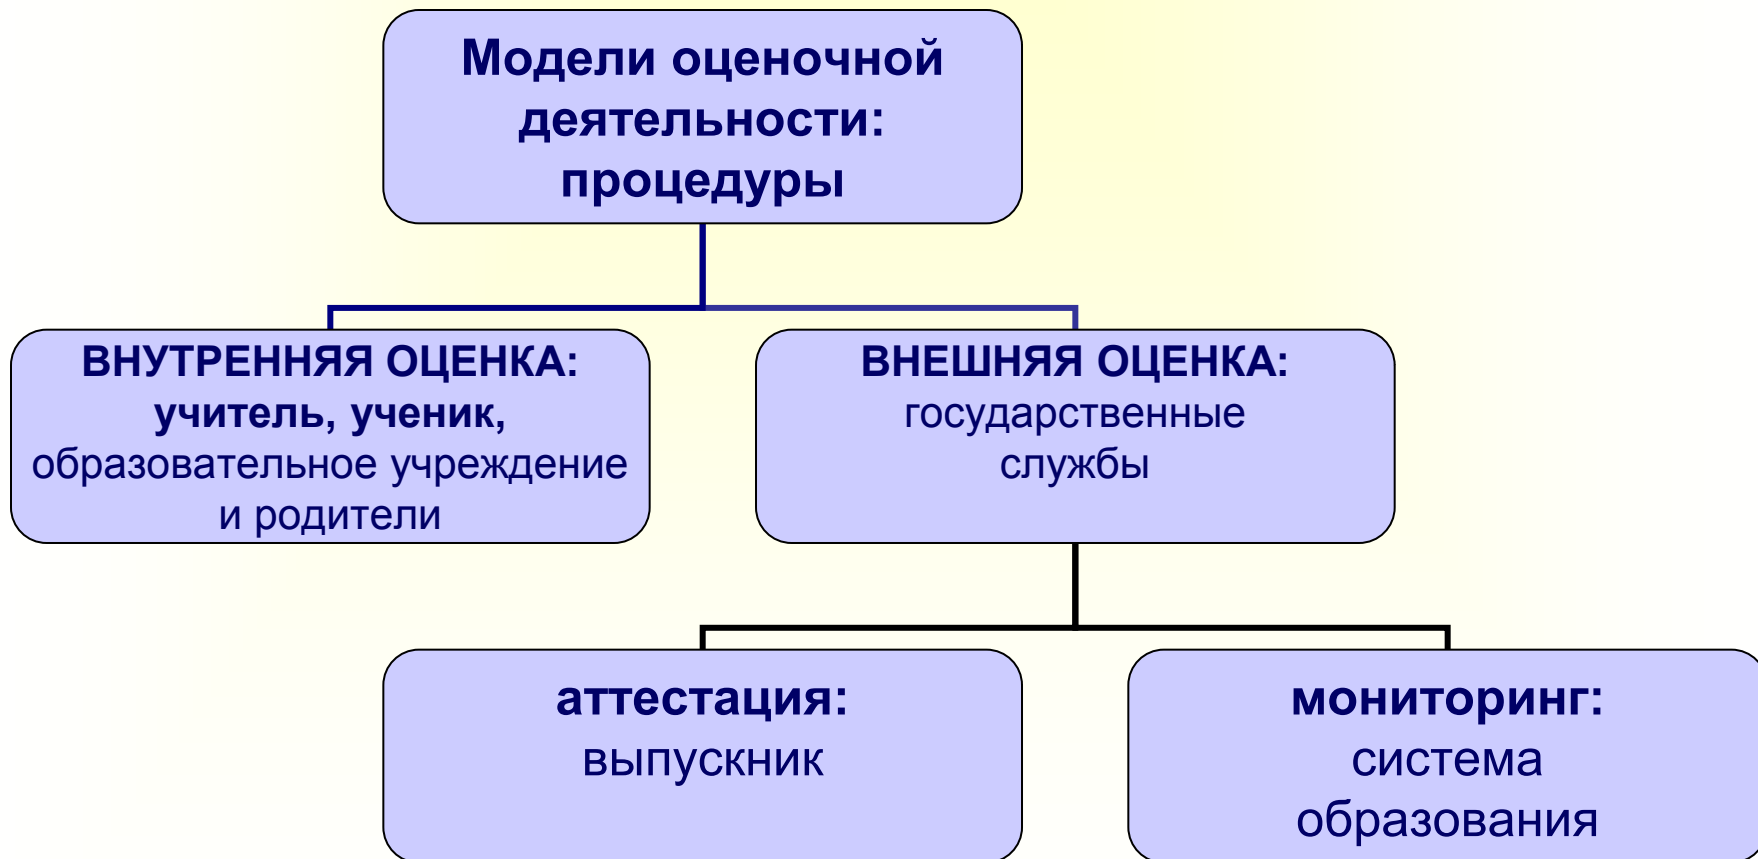 Модели оценочной
деятельности:
процедуры
ВНУТРЕННЯЯ ОЦЕНКА:
учитель, ученик,
образовательное учреждение
и родители
ВНЕШНЯЯ ОЦЕНКА:
государственные
службы
аттестация:
выпускник
мониторинг:
система
образования